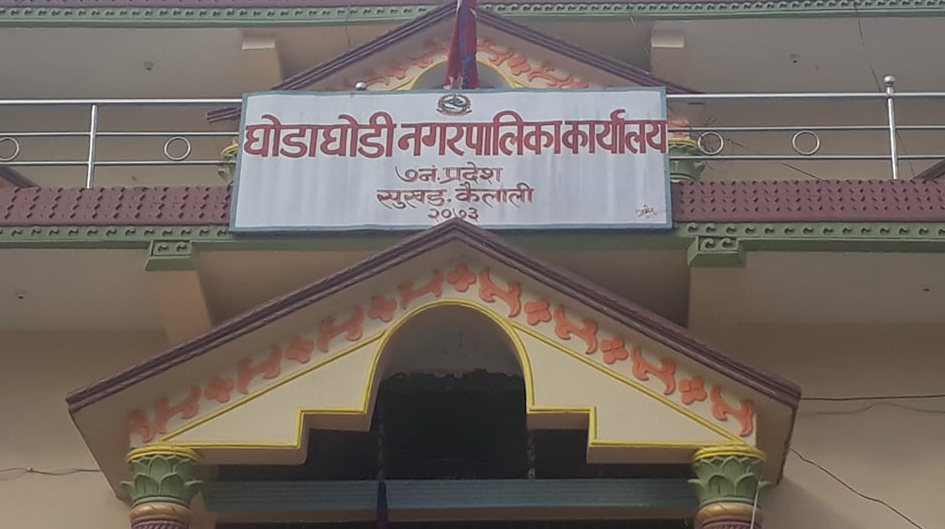 घोडाघोडी नगरपालिका कार्यालय
७नं. प्रदेश
सुखड. कैलाली
२०७३